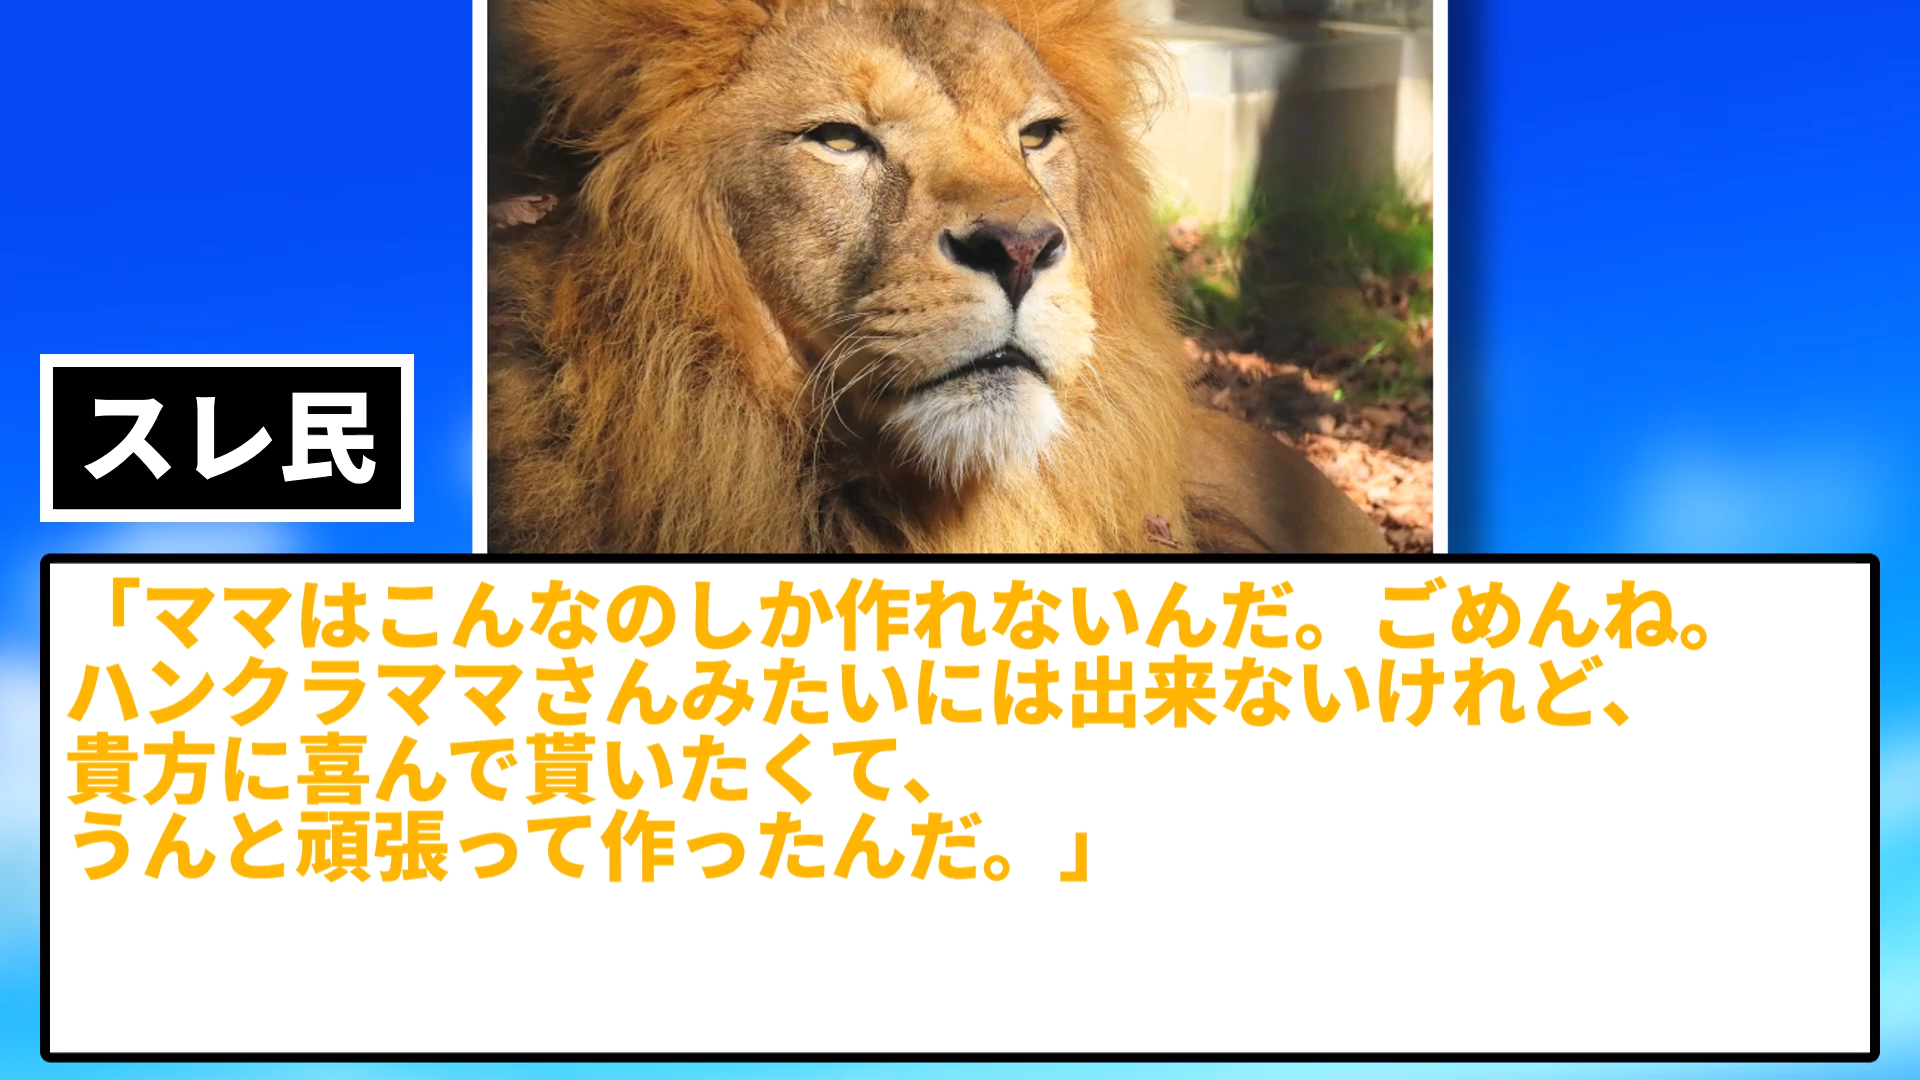 スレ民
「ママはこんなのしか作れないんだ。ごめんね。
ハンクラママさんみたいには出来ないけれど、
貴方に喜んで貰いたくて、
うんと頑張って作ったんだ。」